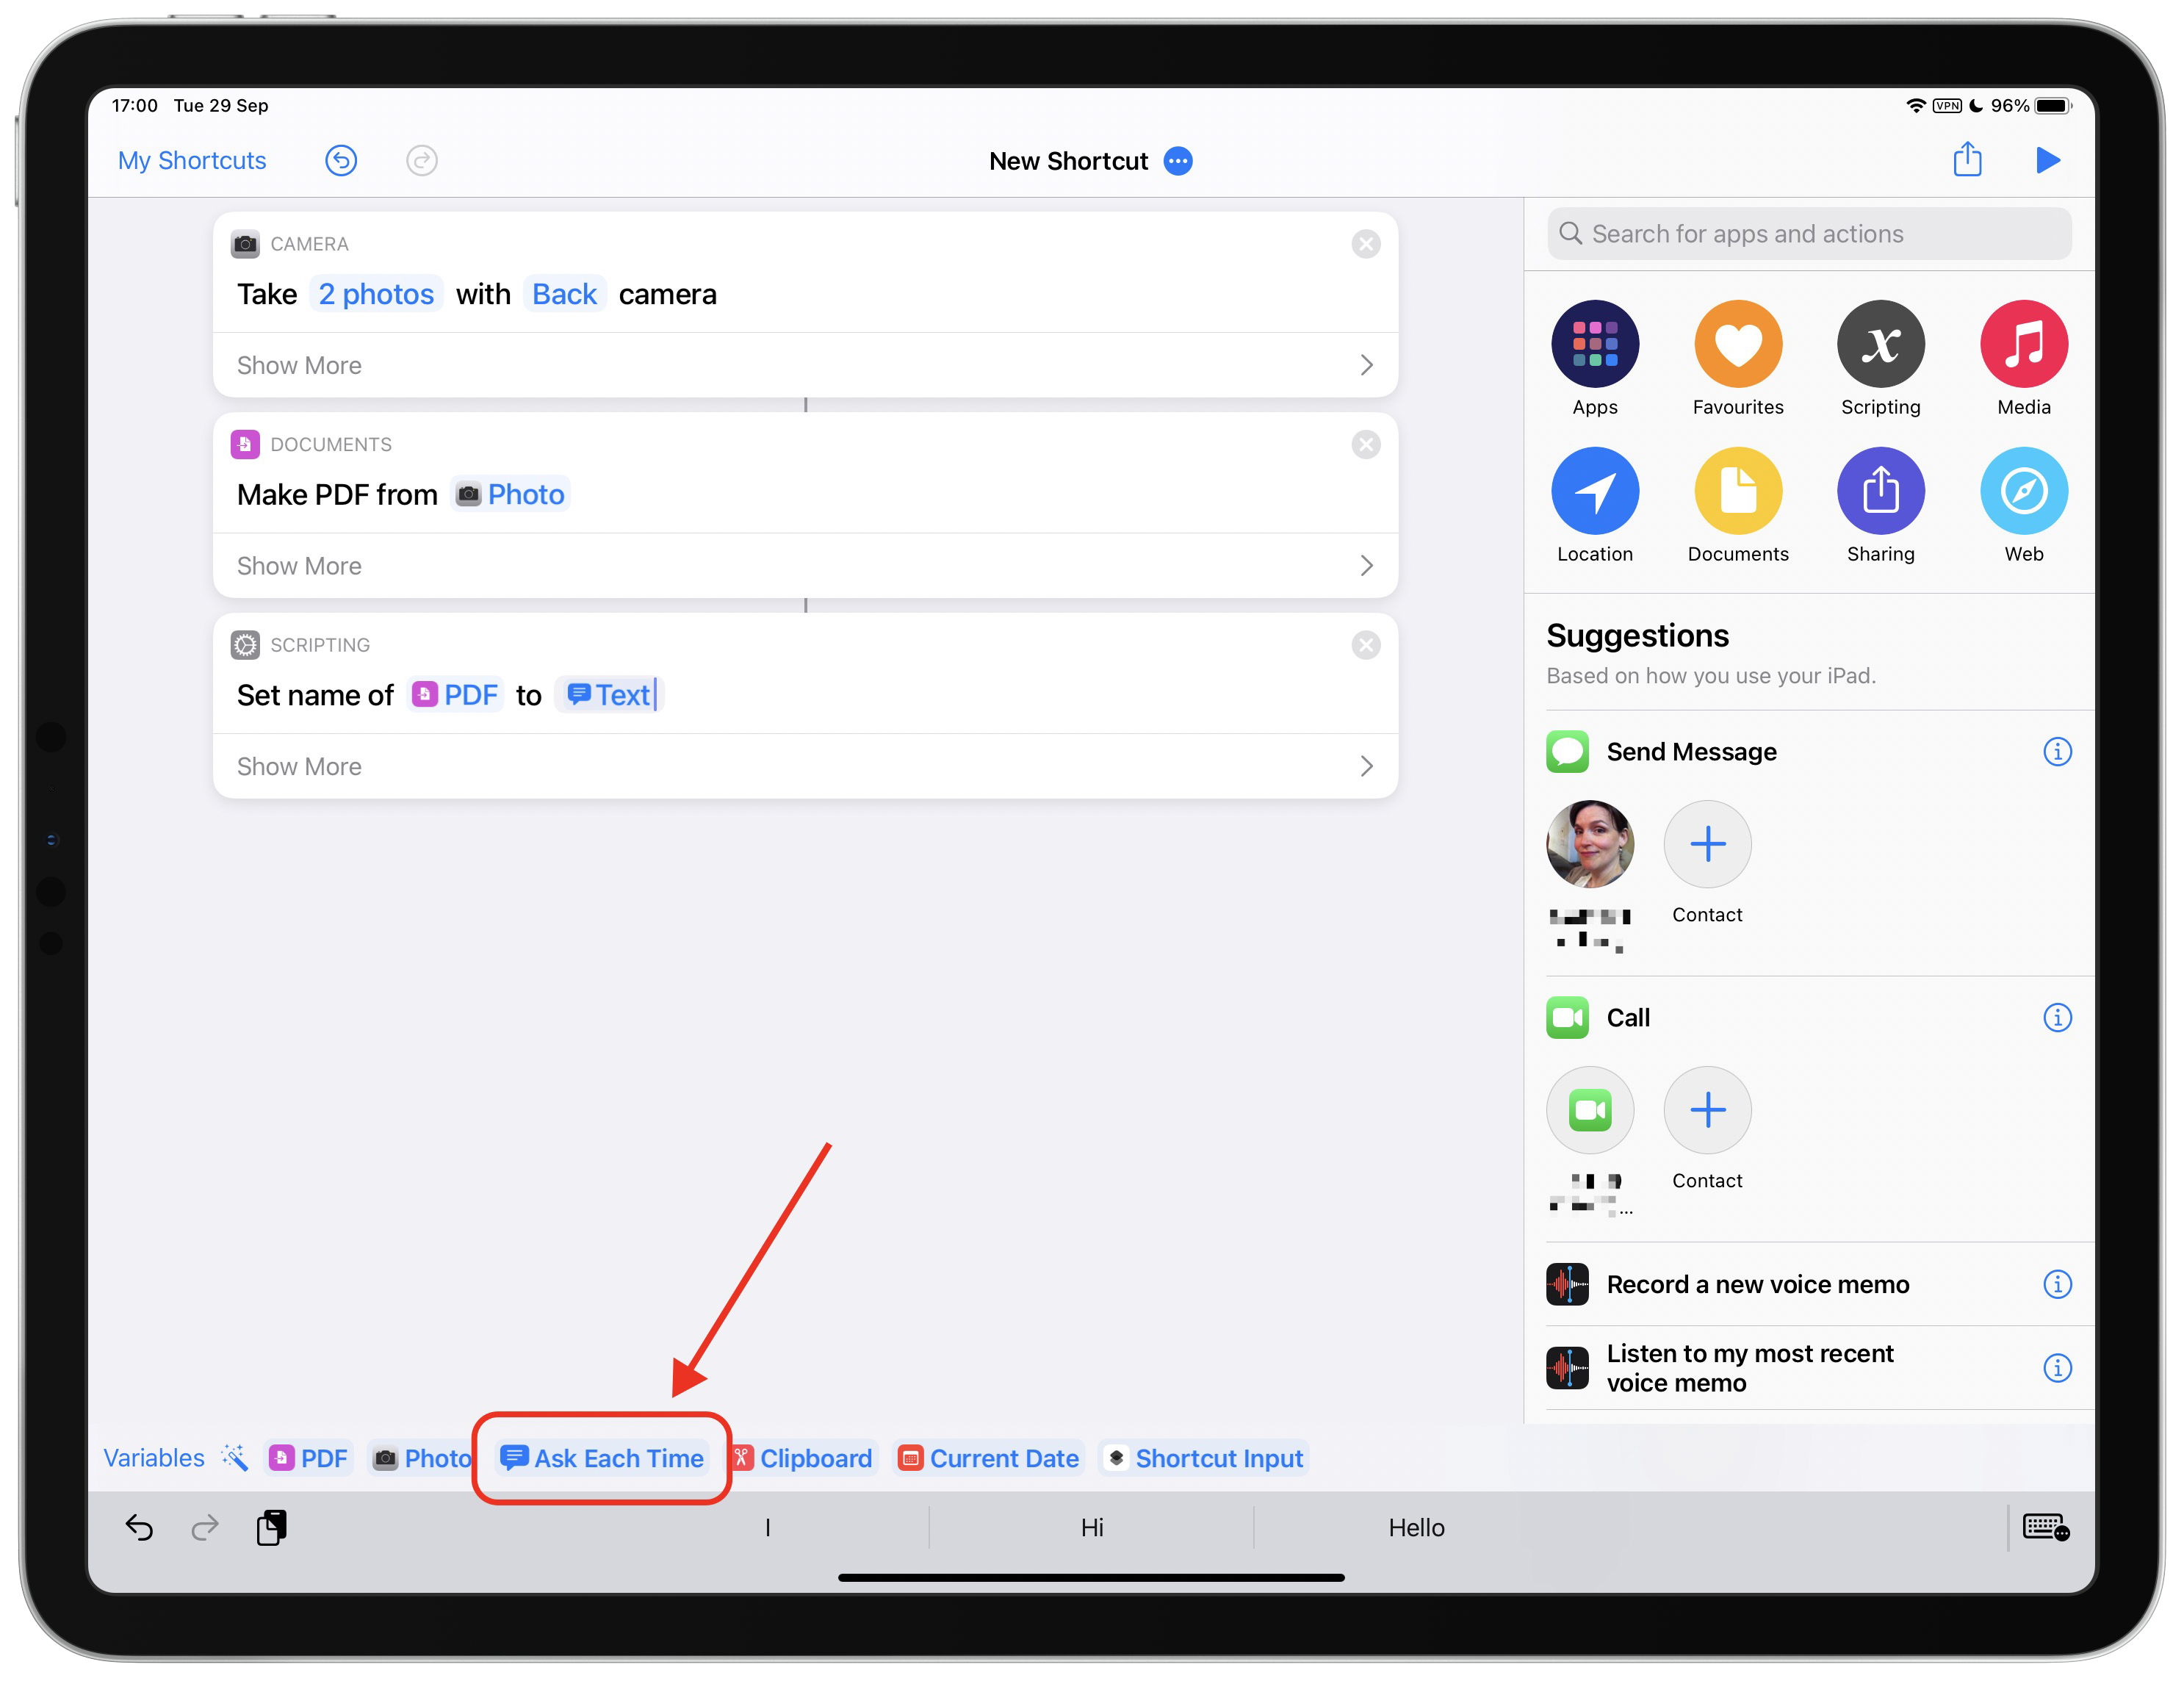 17:00 Tue 29 Sep
VPN 96%
My Shortcuts
New Shortcut
CAMERA
Take 2 photos with Back camera
Show More
DOCUMENTS
Make PDF from Photo
Show More
SCRIPTING
Set name of PDF to Text
Show More
Search for apps and actions
Apps Favourites Scripting Media
Location Documents Sharing Web
Suggestions
Based on how you use your iPad.
Send Message
Contact
Call
Contact
...
Record a new voice memo
Listen to my most recent
voice memo
Variables PDF Photo Ask Each Time Clipboard Current Date Shortcut Input
I Hi Hello